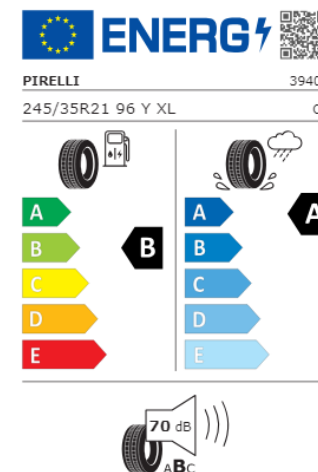 ENERG
PIRELLI 3940
245/35R21 96 Y XL C
A
B
C
D
E
B
A
B
C
D
E
A
70 dB
ABC